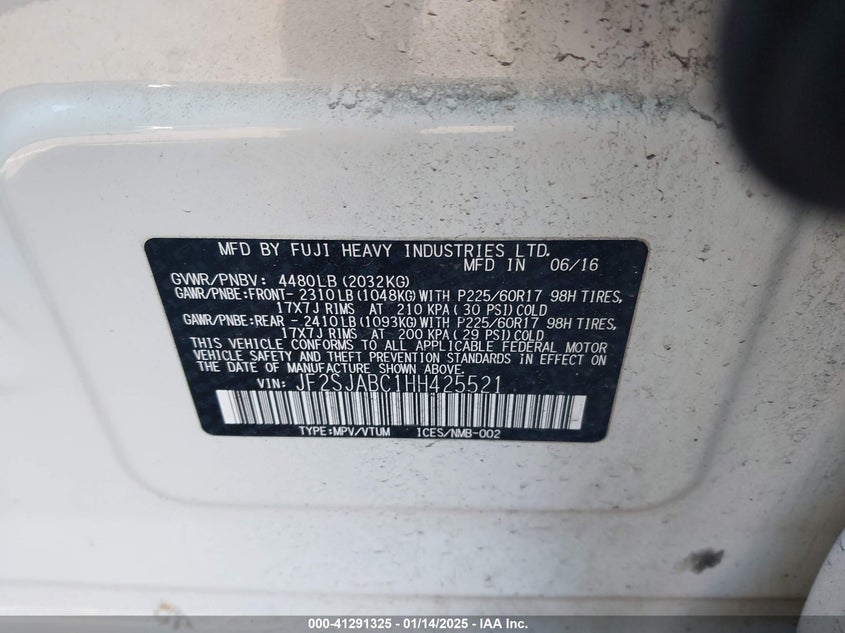 MFD BY FUJI HEAVY INDUSTRIES LTD.
MFD IN 06/16
GVWR/PNBV: 4480LB(2032KG)
GAWR/PNBE:FRONT- 2310LB(1048KG)WITH P225/60R17 98H TIRES,
17X7J RIMS AT 210 KPA(30 PSI)COLD
GAWR/PNBE:REAR - 2410LB(1093KG)WITH P225/60R17 98H TIRES,
17X7J RIMS AT 200 KPA(29 PSI)COLD
THIS VEHICLE CONFORMS TO ALL APPLICABLE FEDERAL MOTOR
VEHICLE SAFETY AND THEFT PREVENTION STANDARDS IN EFFECT ON
THE DATE OF MANUFACTURE SHOWN ABOVE.
VIN: JF2SJABC1HH425521
TYPE:MPV/VTUM ICES/NMB-002
000-41291325 - 01/14/2025 - IAA Inc.